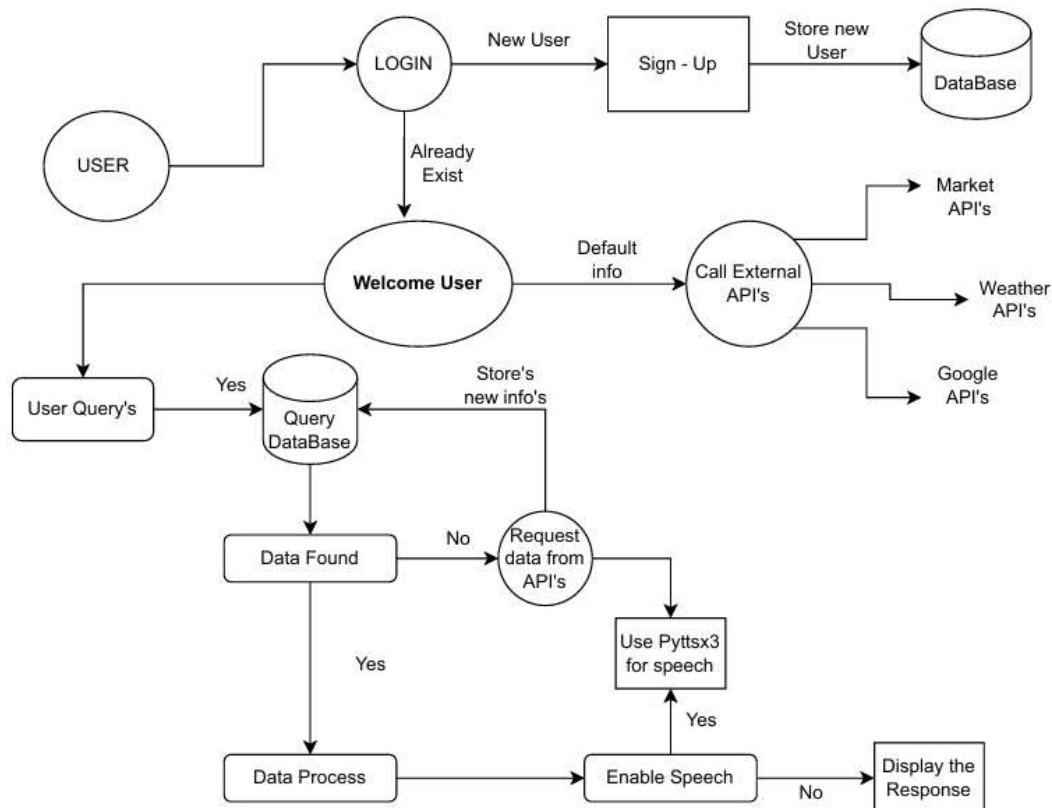 New User
Store new
User
LOGIN
Sign - Up
DataBase
USER
Already
Exist
Market
API's
Default
info
Welcome User
Call External
API's
Weather
API's
Yes
Store's
new info's
Google
API's
User Query's
Query
DataBase
No
Request
data from
API's
Data Found
Use Pyttsx3
for speech
Yes
Yes
Data Process
Enable Speech
No
Display the
Response